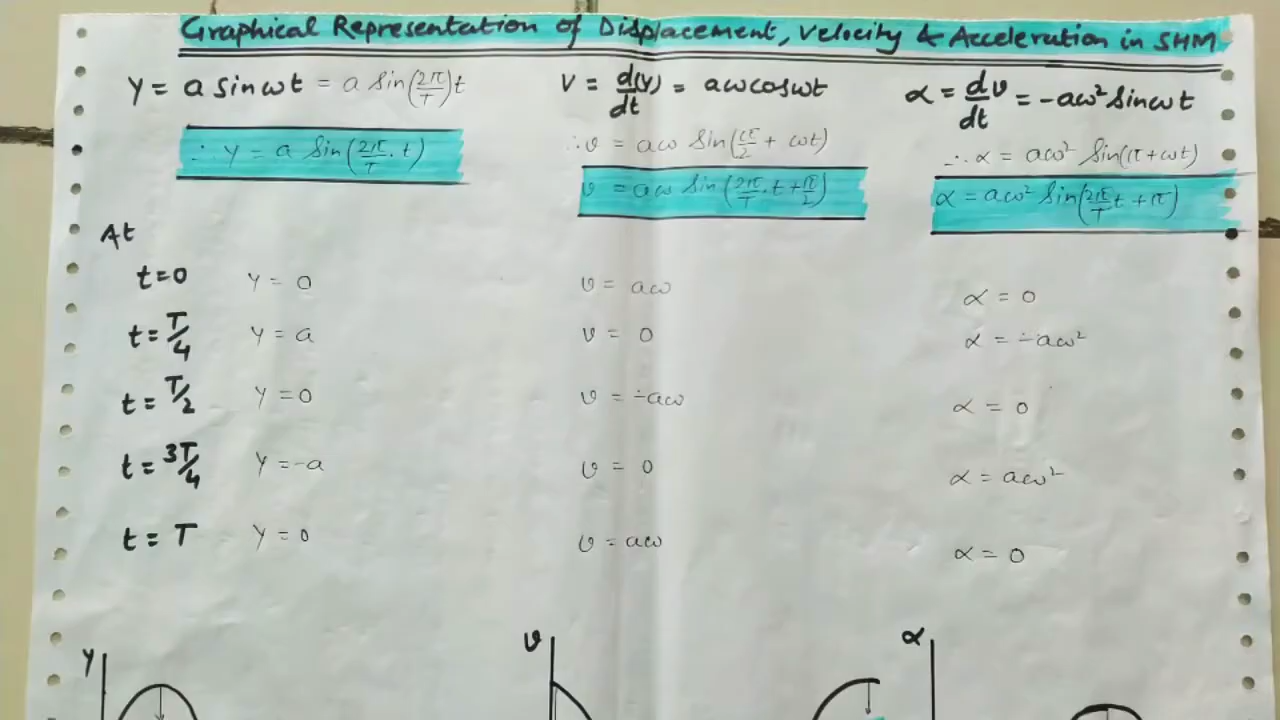 Graphical Representation of Displacement, Velocity & Acceleration in SHM
y = a sin ωt = a Sin(2π/T)t
∴ y = a Sin(2π/T . t)
V = d(y)/dt = aω cos ωt
∴ v = aω Sin(π/2 + ωt)
v = aω Sin(2π/T . t + π/2)
α = dv/dt = -aω² Sin ωt
∴ α = aω² Sin(π + ωt)
α = aω² Sin(2π/T t + π)
At
t=0 y = 0 v = aω α = 0
t = T/4 y = a v = 0 α = -aω²
t = T/2 y = 0 v = -aω α = 0
t = 3T/4 y = -a v = 0 α = aω²
t = T y = 0 v = aω α = 0
y v α